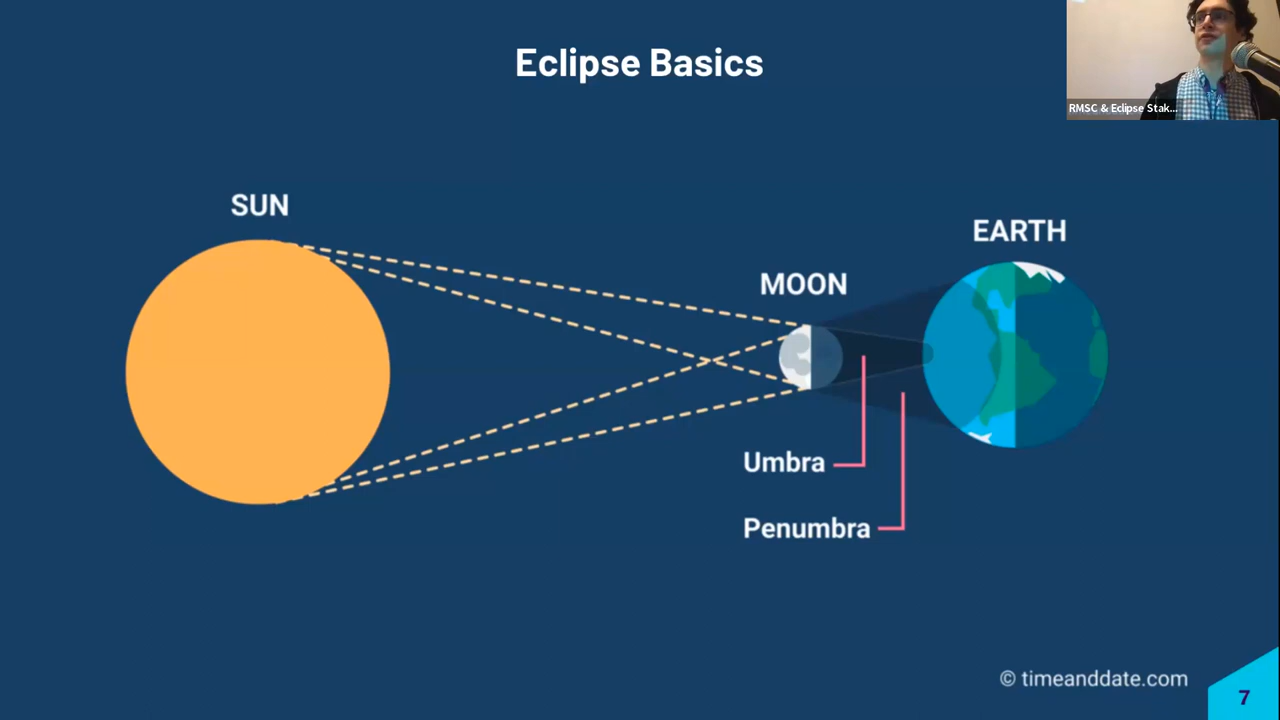 Eclipse Basics
RMSC & Eclipse Stak...
SUN
EARTH
MOON
Umbra
Penumbra
© timeanddate.com
7